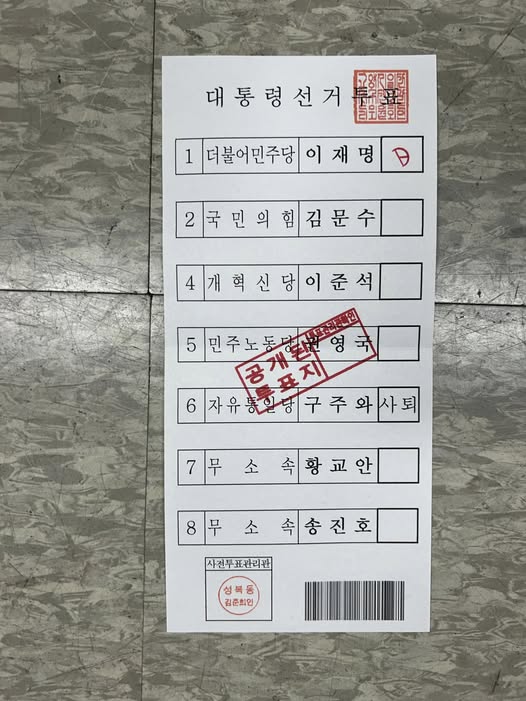 대통령선거투표
1 더불어민주당 이재명
2 국민의힘 김문수
4 개혁신당 이준석
5 민주노동당 권영국
공개된
투표지
6 자유통일당 구주와 사퇴
7 무소속 황교안
8 무소속 송진호
사전투표관리관
성북동
김준희인